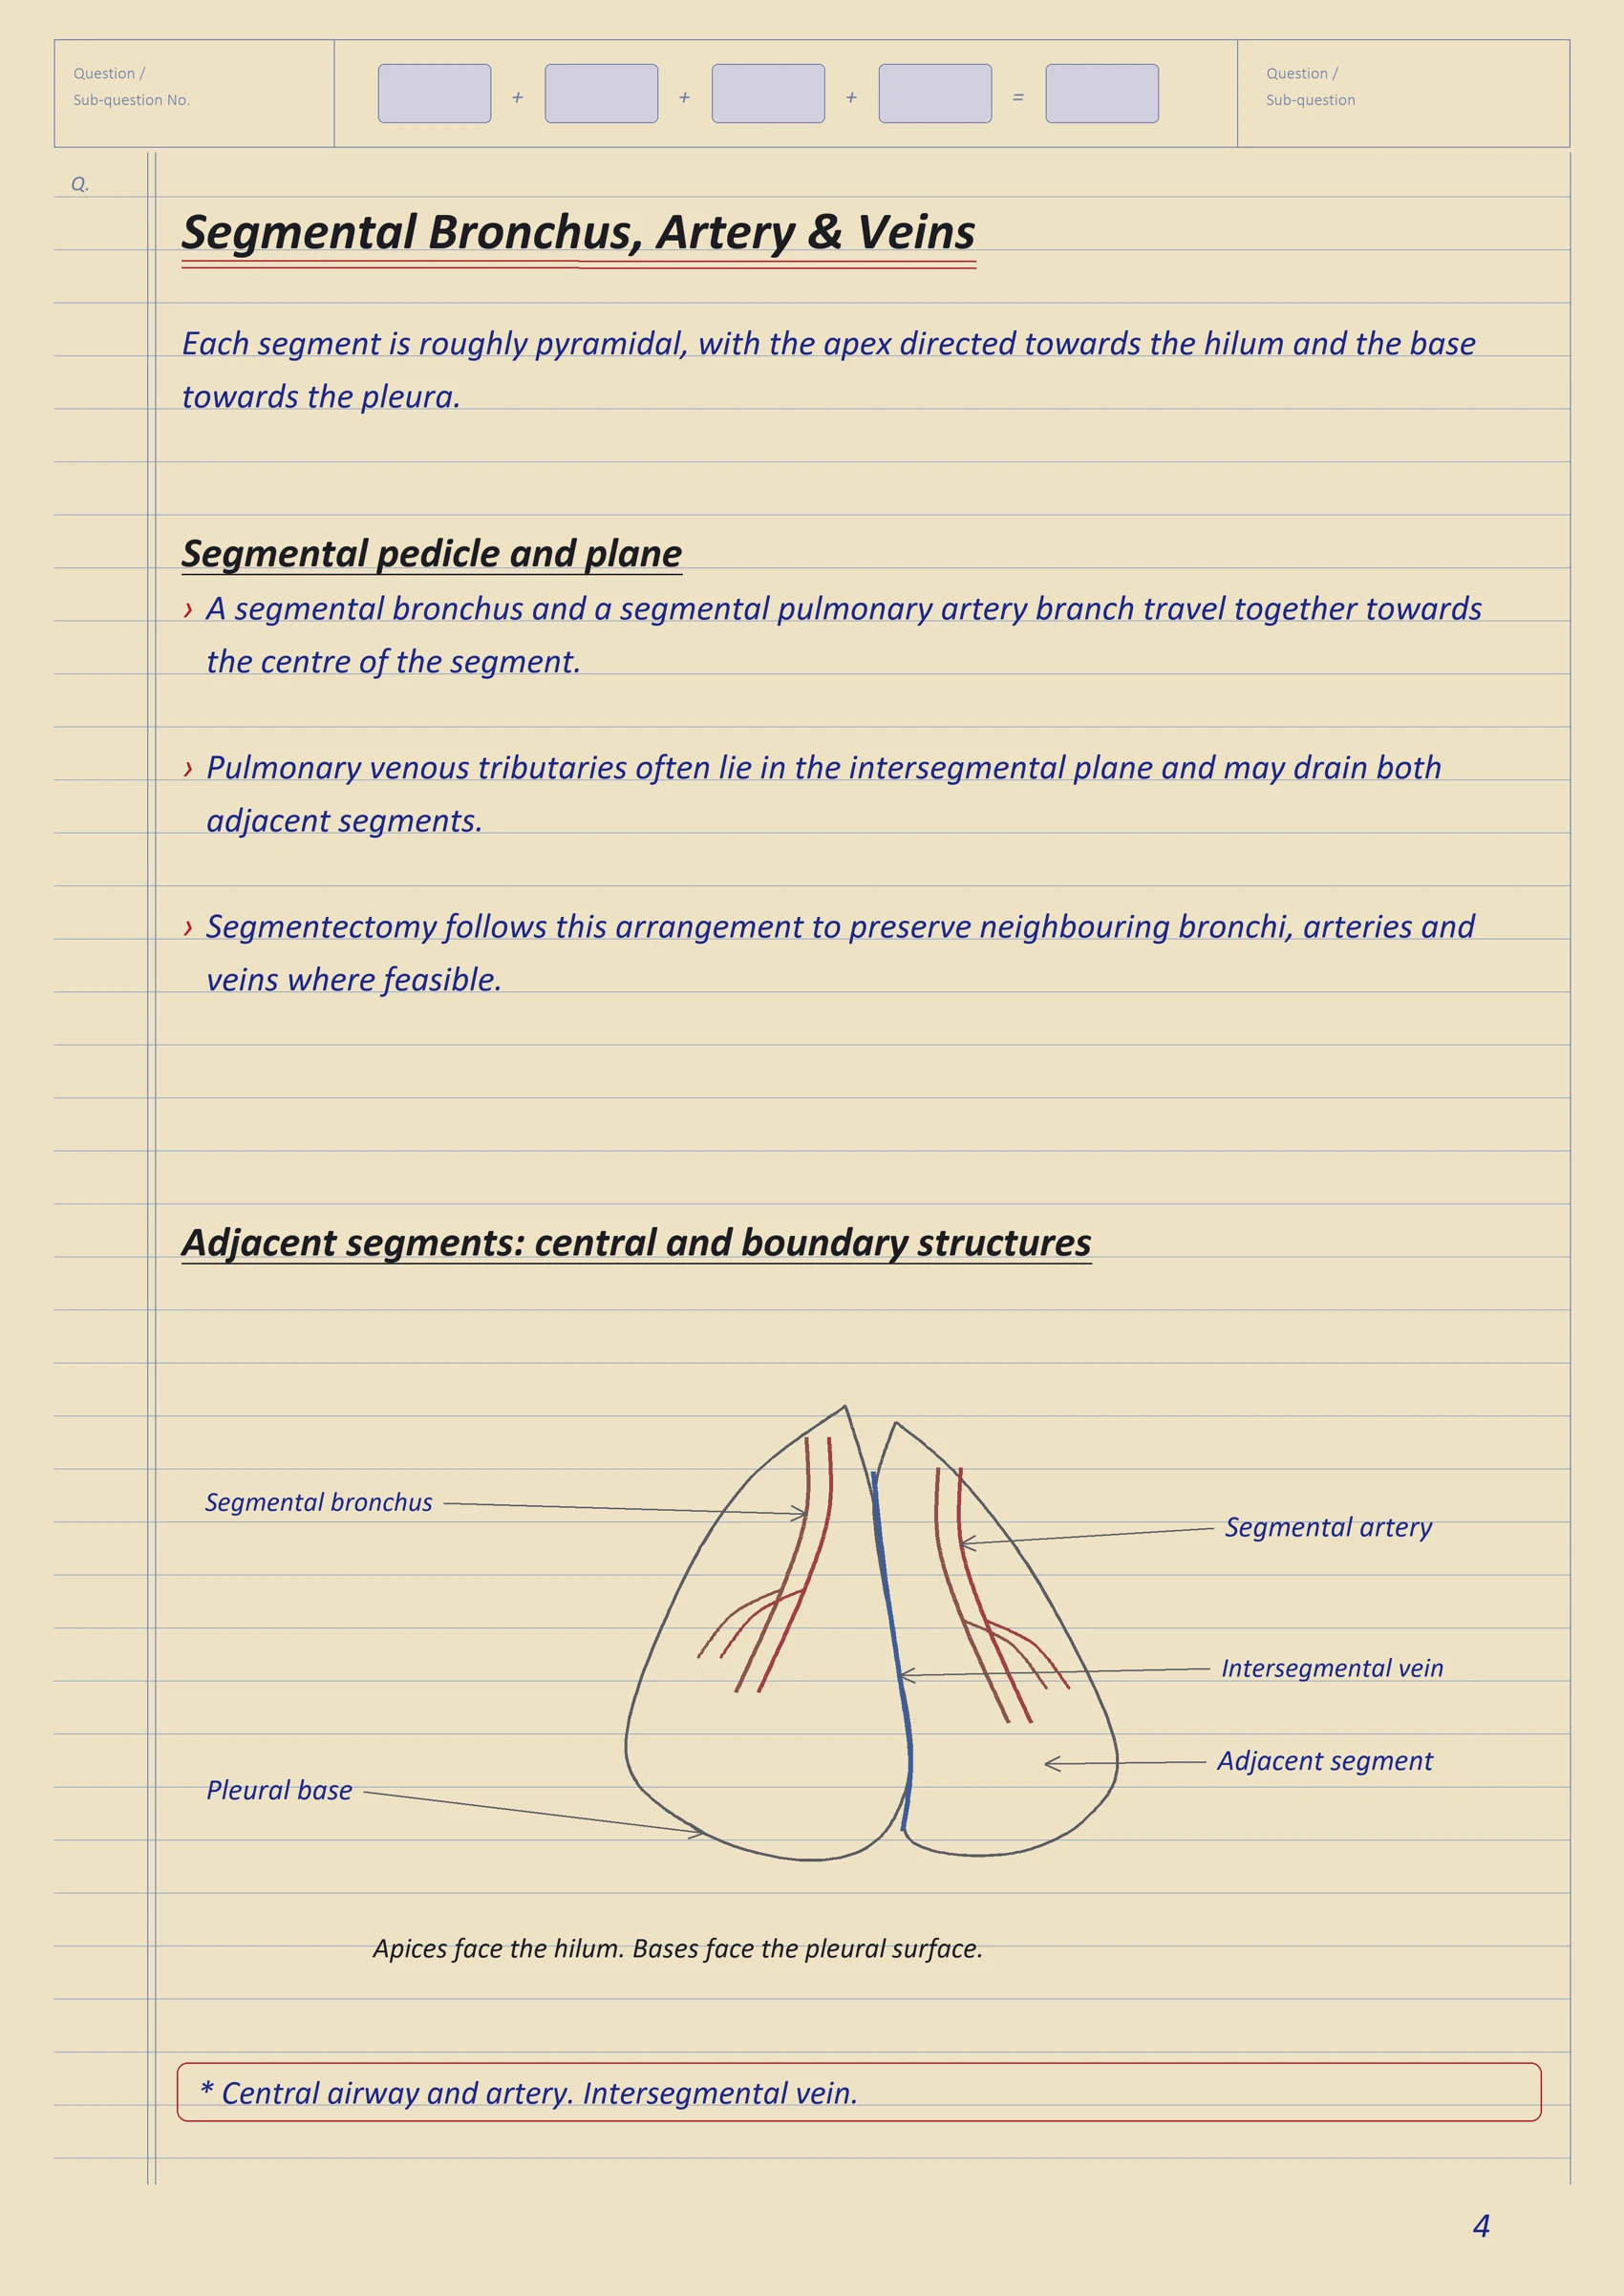 Question /
Sub-question No.
+ + + =
Question /
Sub-question
Q.
Segmental Bronchus, Artery & Veins
Each segment is roughly pyramidal, with the apex directed towards the hilum and the base
towards the pleura.
Segmental pedicle and plane
› A segmental bronchus and a segmental pulmonary artery branch travel together towards
the centre of the segment.
› Pulmonary venous tributaries often lie in the intersegmental plane and may drain both
adjacent segments.
› Segmentectomy follows this arrangement to preserve neighbouring bronchi, arteries and
veins where feasible.
Adjacent segments: central and boundary structures
Segmental bronchus
Segmental artery
Intersegmental vein
Adjacent segment
Pleural base
Apices face the hilum. Bases face the pleural surface.
* Central airway and artery. Intersegmental vein.
4